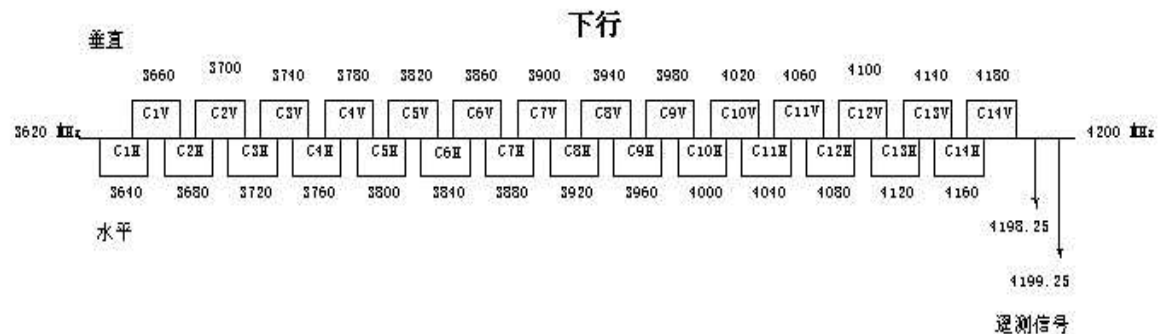 下行
垂直
3660 3700 3740 3780 3820 3860 3900 3940 3980 4020 4060 4100 4140 4180
C1V C2V C3V C4V C5V C6V C7V C8V C9V C10V C11V C12V C13V C14V
3620 MHz 4200 MHz
C1H C2H C3H C4H C5H C6H C7H C8H C9H C10H C11H C12H C13H C14H
3640 3680 3720 3760 3800 3840 3880 3920 3960 4000 4040 4080 4120 4160
水平
4198.25
4199.25
遥测信号